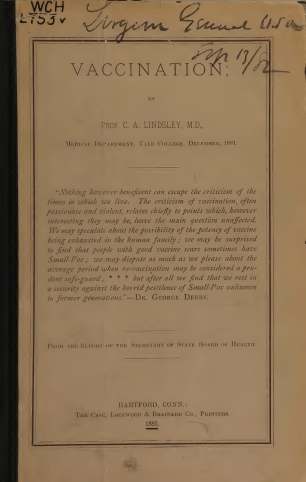 WCH
L753v
Surgeon General USA
Sep 13/82
VACCINATION;
BY
PROF. C. A. LINDSLEY, M.D.,
MEDICAL DEPARTMENT, YALE COLLEGE, DECEMBER, 1881.
"Nothing however beneficent can escape the criticism of the
times in which we live. The criticism of vaccination, often
passionate and violent, relates chiefly to points which, however
interesting they may be, leave the main question unaffected.
We may speculate about the possibility of the potency of vaccine
being exhausted in the human family; we may be surprised
to find that people with good vaccine scars sometimes have
Small-Pox; we may dispute as much as we please about the
average period when re-vaccination may be considered a pru-
dent safe-guard; * * * but after all we find that we rest in
a security against the horrid pestilence of Small-Pox unknown
to former generations."—DR. GEORGE DERBY.
FROM THE REPORT OF THE SECRETARY OF STATE BOARD OF HEALTH.
HARTFORD, CONN.:
THE CASE, LOCKWOOD & BRAINARD CO., PRINTERS.
1882.